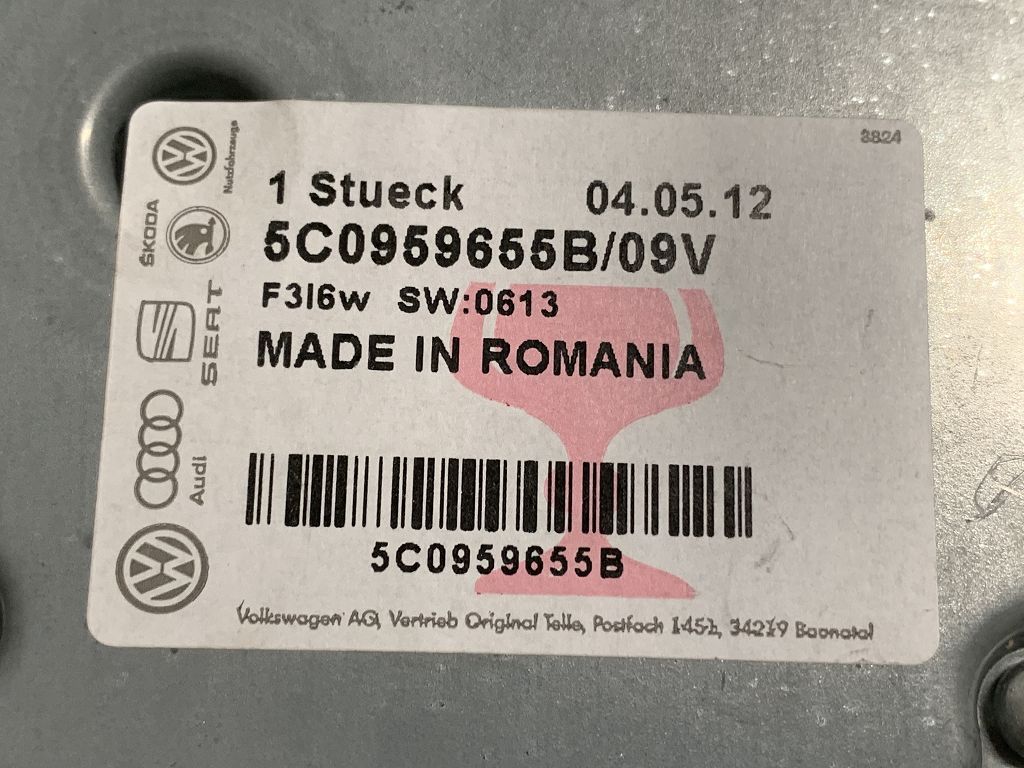 3824
Nutzfahrzeuge
ŠKODA
SEAT
Audi
1 Stueck 04.05.12
5C0959655B/09V
F3I6w SW:0613
MADE IN ROMANIA
5C0959655B
Volkswagen AG, Vertrieb Original Teile, Postfach 1451, 34219 Baunatal